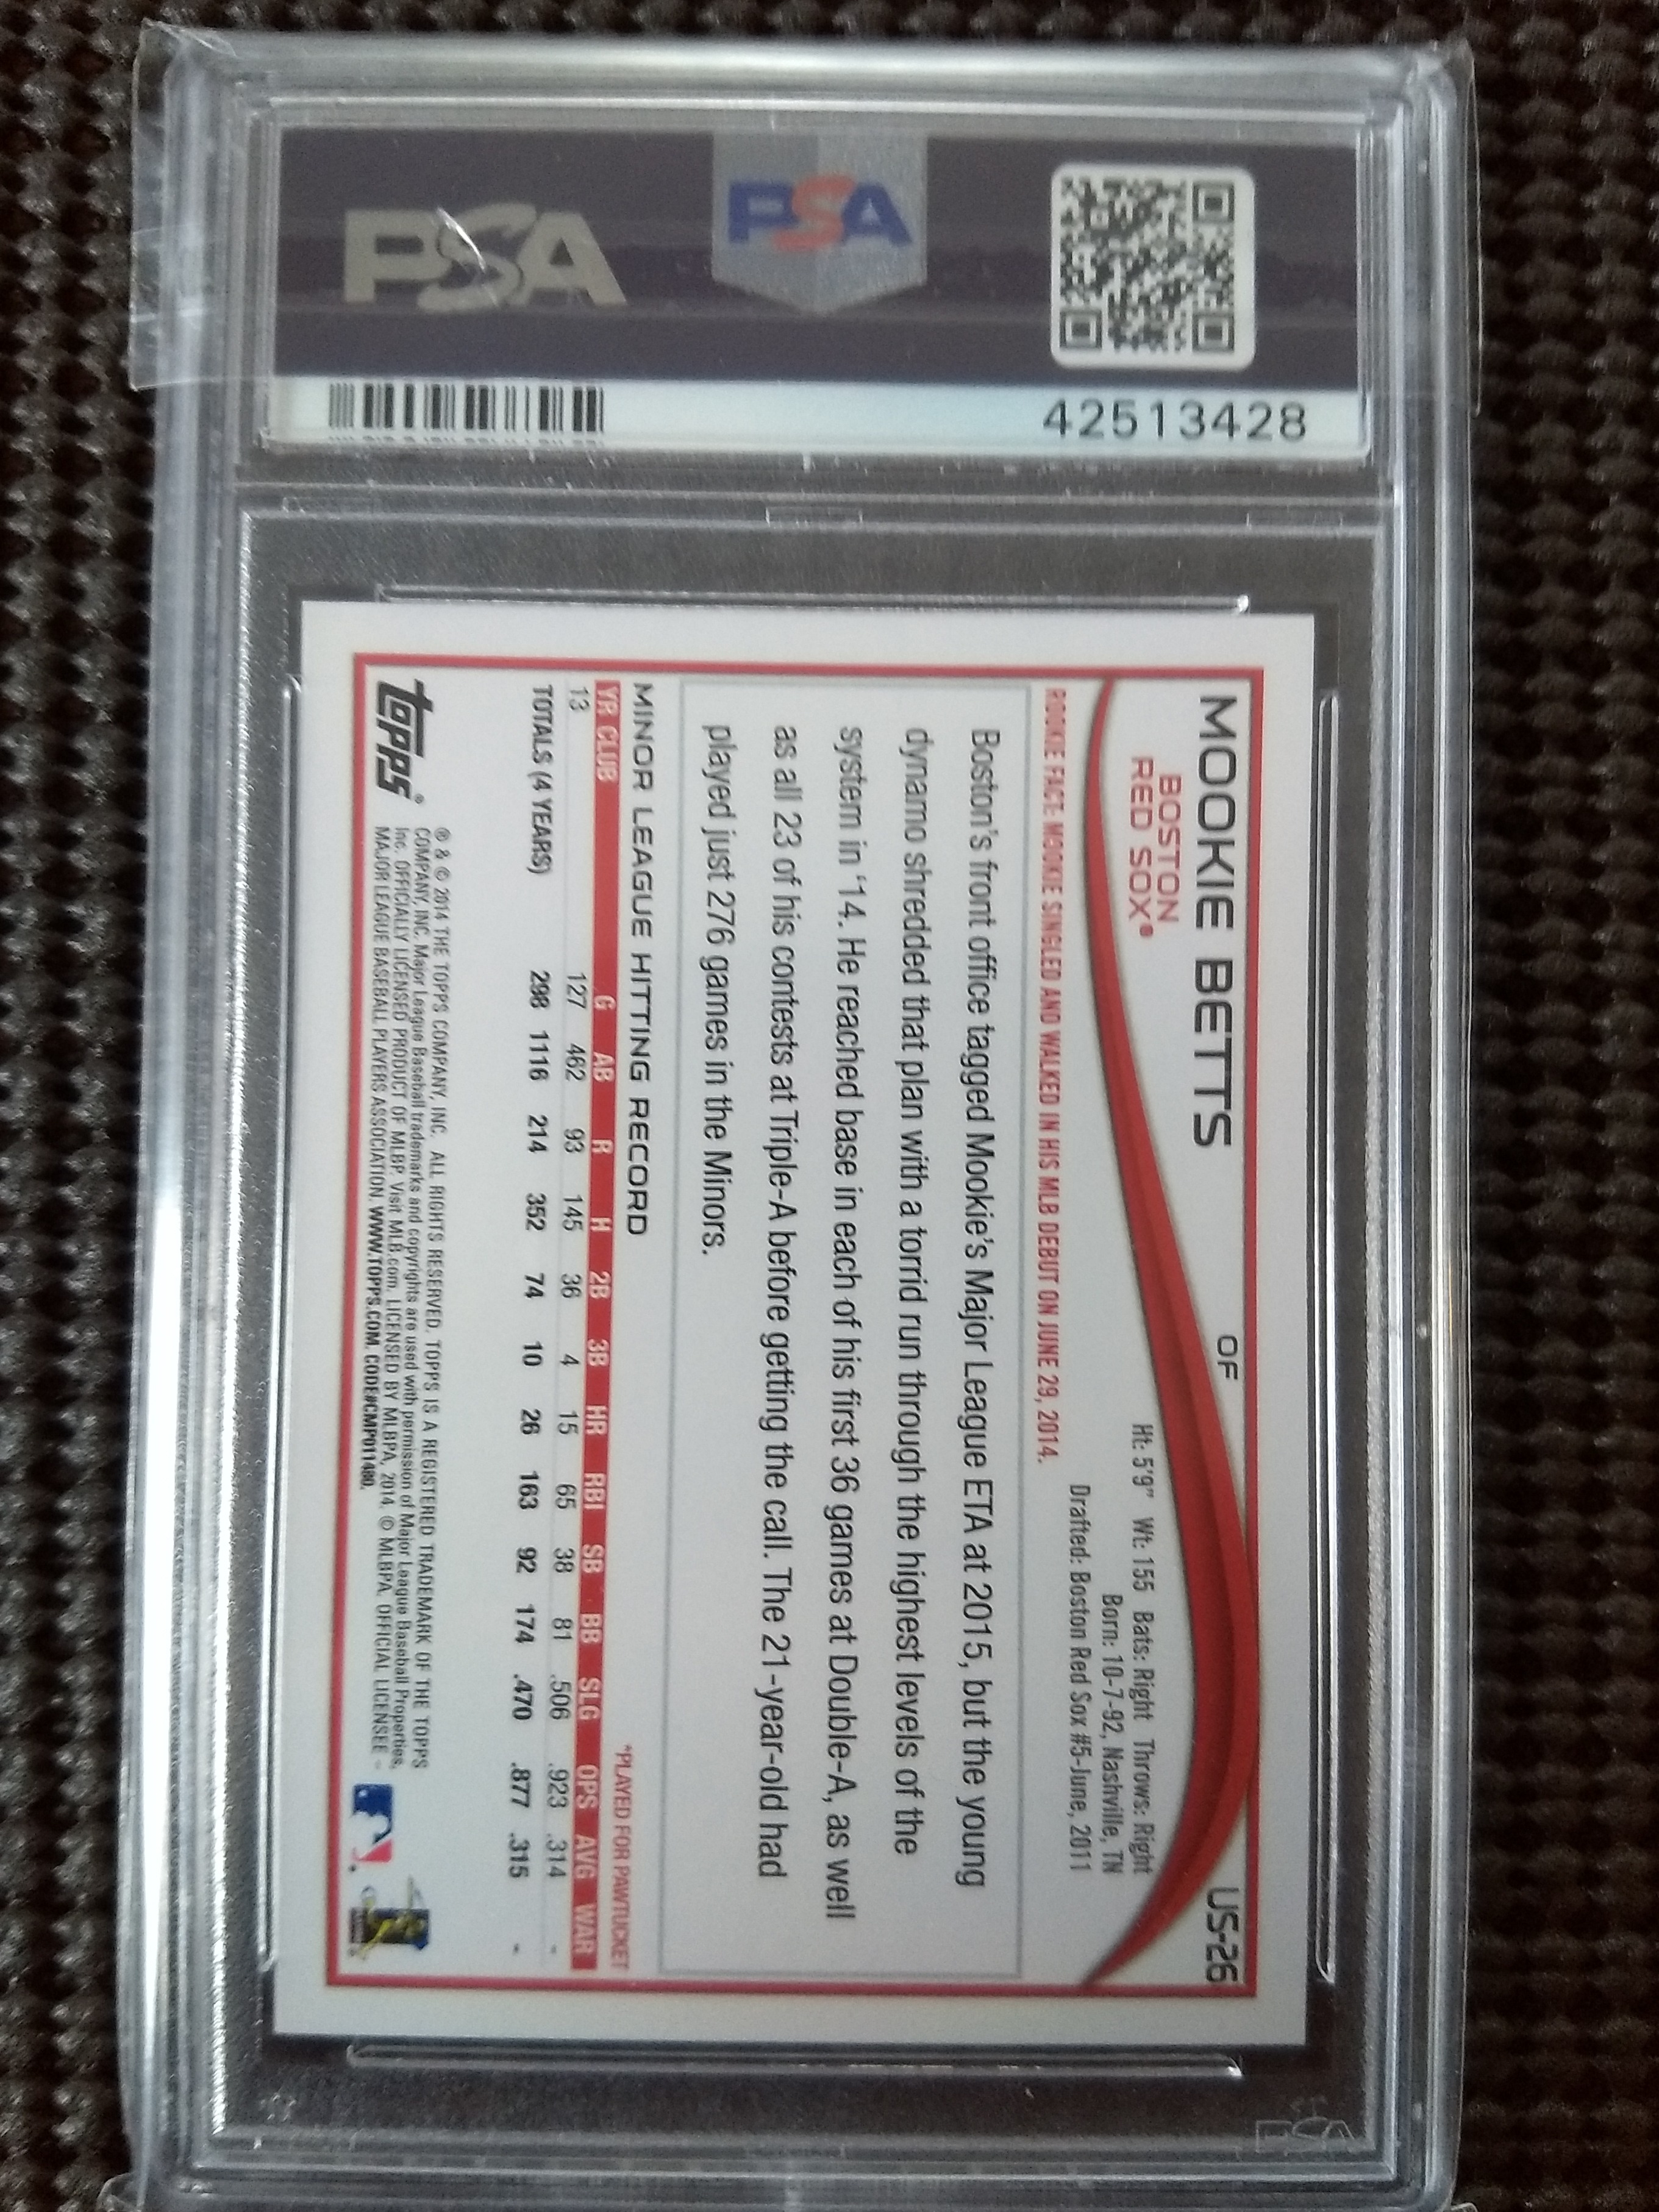 PSA
PSA
42513428
MOOKIE BETTS OF US-26
BOSTON
RED SOX®
Ht: 5'9" Wt: 155 Bats: Right Throws: Right
Born: 10-7-92, Nashville, TN
Drafted: Boston Red Sox #5-June, 2011
ROOKIE FACT: MOOKIE SINGLED AND WALKED IN HIS MLB DEBUT ON JUNE 29, 2014.
Boston's front office tagged Mookie's Major League ETA at 2015, but the young
dynamo shredded that plan with a torrid run through the highest levels of the
system in '14. He reached base in each of his first 36 games at Double-A, as well
as all 23 of his contests at Triple-A before getting the call. The 21-year-old had
played just 276 games in the Minors.
MINOR LEAGUE HITTING RECORD *PLAYED FOR PAWTUCKET
YR CLUB G AB R H 2B 3B HR RBI SB BB SLG OPS AVG WAR
13 127 462 93 145 36 4 15 65 38 81 .506 .923 .314 -
TOTALS (4 YEARS) 298 1116 214 352 74 10 26 163 92 174 .470 .877 .315 -
topps®
® & © 2014 THE TOPPS COMPANY, INC. ALL RIGHTS RESERVED. TOPPS IS A REGISTERED TRADEMARK OF THE TOPPS
COMPANY, INC. Major League Baseball trademarks and copyrights are used with permission of Major League Baseball Properties,
Inc. OFFICIALLY LICENSED PRODUCT OF MLBP. Visit MLB.com. LICENSED BY MLBPA, 2014. © MLBPA, OFFICIAL LICENSEE -
MAJOR LEAGUE BASEBALL PLAYERS ASSOCIATION. WWW.TOPPS.COM. CODE#CMP011480.
PSA